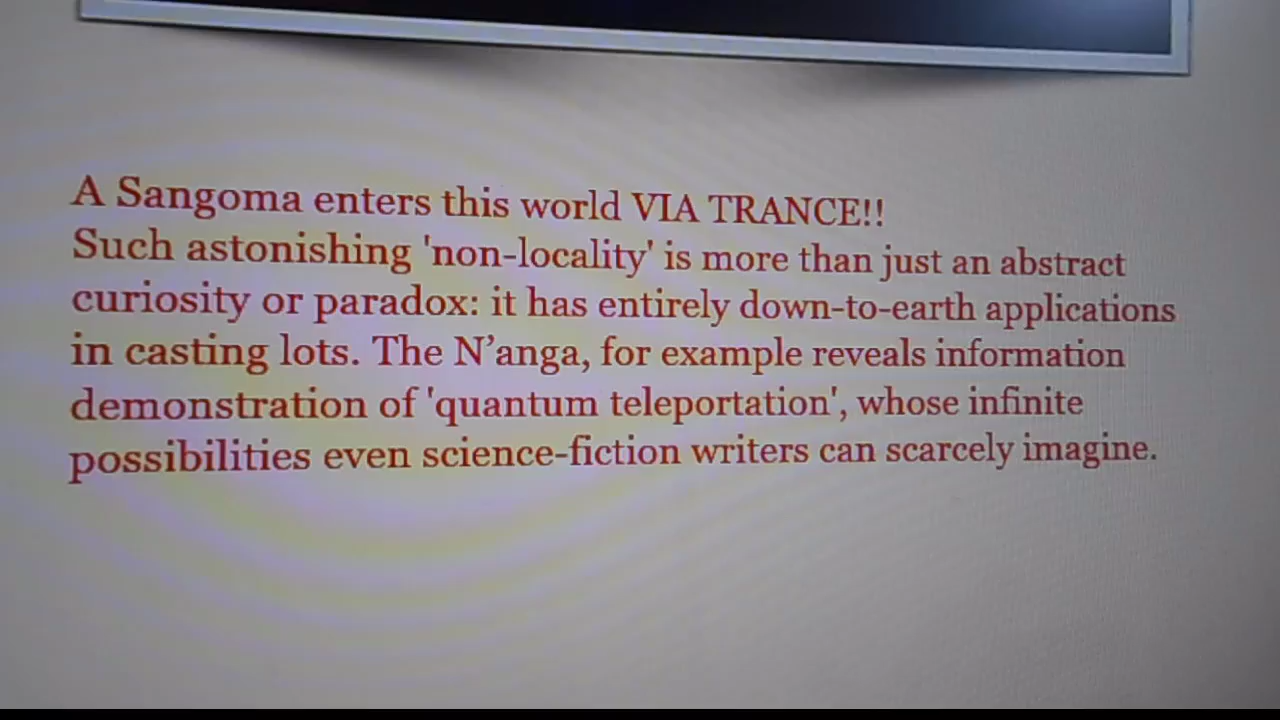 A Sangoma enters this world VIA TRANCE!!
Such astonishing 'non-locality' is more than just an abstract
curiosity or paradox: it has entirely down-to-earth applications
in casting lots. The N’anga, for example reveals information
demonstration of 'quantum teleportation', whose infinite
possibilities even science-fiction writers can scarcely imagine.